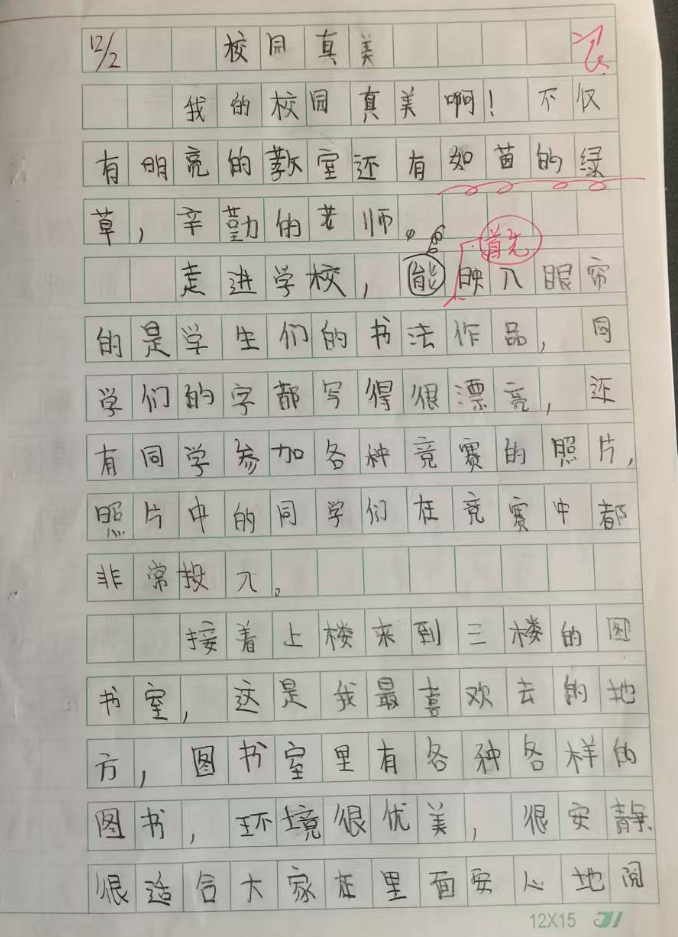 12/2 校园真美
我的校园真美啊！不仅
有明亮的教室还有如茵的绿
草，辛勤的老师。
首先
走进学校，能映入眼帘
的是学生们的书法作品，同
学们的字都写得很漂亮，还
有同学参加各种竞赛的照片，
照片中的同学们在竞赛中都
非常投入。
接着上楼来到三楼的图
书室，这是我最喜欢去的地
方，图书室里有各种各样的
图书，环境很优美，很安静
很适合大家在里面安心地阅
12X15